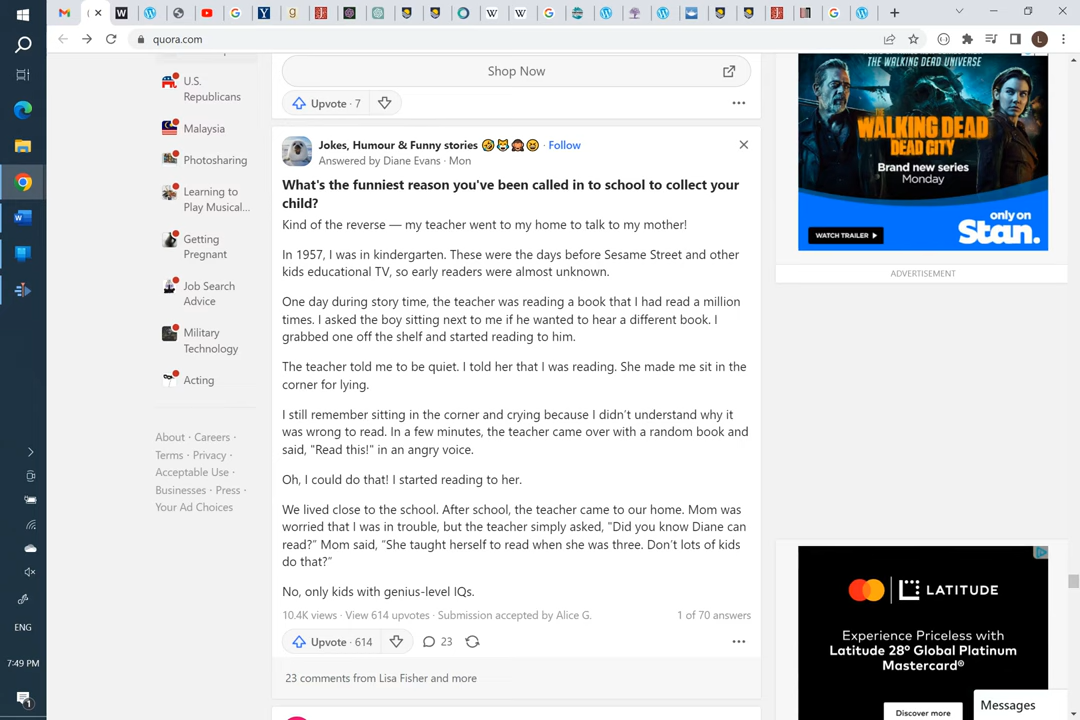 quora.com
L
U.S.
Republicans
Malaysia
Photosharing
Learning to
Play Musical...
Getting
Pregnant
Job Search
Advice
Military
Technology
Acting
About · Careers ·
Terms · Privacy ·
Acceptable Use ·
Businesses · Press ·
Your Ad Choices
ENG
7:49 PM
1
Shop Now
Upvote · 7
Jokes, Humour & Funny stories · Follow
Answered by Diane Evans · Mon
What's the funniest reason you've been called in to school to collect your
child?
Kind of the reverse — my teacher went to my home to talk to my mother!
In 1957, I was in kindergarten. These were the days before Sesame Street and other
kids educational TV, so early readers were almost unknown.
One day during story time, the teacher was reading a book that I had read a million
times. I asked the boy sitting next to me if he wanted to hear a different book. I
grabbed one off the shelf and started reading to him.
The teacher told me to be quiet. I told her that I was reading. She made me sit in the
corner for lying.
I still remember sitting in the corner and crying because I didn’t understand why it
was wrong to read. In a few minutes, the teacher came over with a random book and
said, "Read this!" in an angry voice.
Oh, I could do that! I started reading to her.
We lived close to the school. After school, the teacher came to our home. Mom was
worried that I was in trouble, but the teacher simply asked, "Did you know Diane can
read?” Mom said, “She taught herself to read when she was three. Don’t lots of kids
do that?”
No, only kids with genius-level IQs.
10.4K views · View 614 upvotes · Submission accepted by Alice G.
1 of 70 answers
Upvote · 614
23
23 comments from Lisa Fisher and more
THE WALKING DEAD UNIVERSE
THE WALKING DEAD
DEAD CITY
Brand new series
Monday
WATCH TRAILER
only on
Stan.
ADVERTISEMENT
LATITUDE
Experience Priceless with
Latitude 28° Global Platinum
Mastercard®
Discover more
Messages